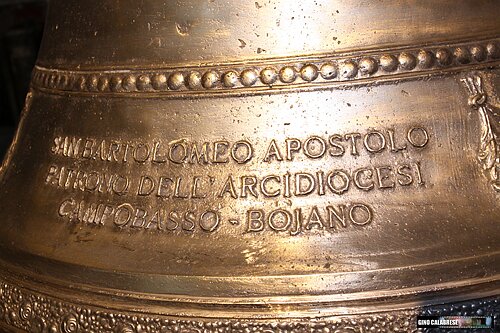 SAN BARTOLOMEO APOSTOLO
PATRONO DELL'ARCIDIOCESI
CAMPOBASSO - BOJANO
GINO CALABRESE